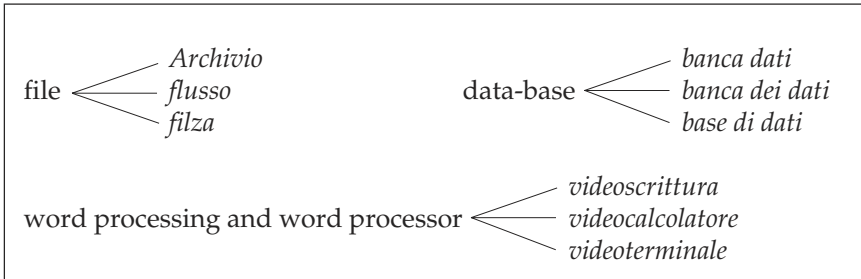 file
Archivio
flusso
filza
data-base
banca dati
banca dei dati
base di dati
word processing and word processor
videoscrittura
videocalcolatore
videoterminale